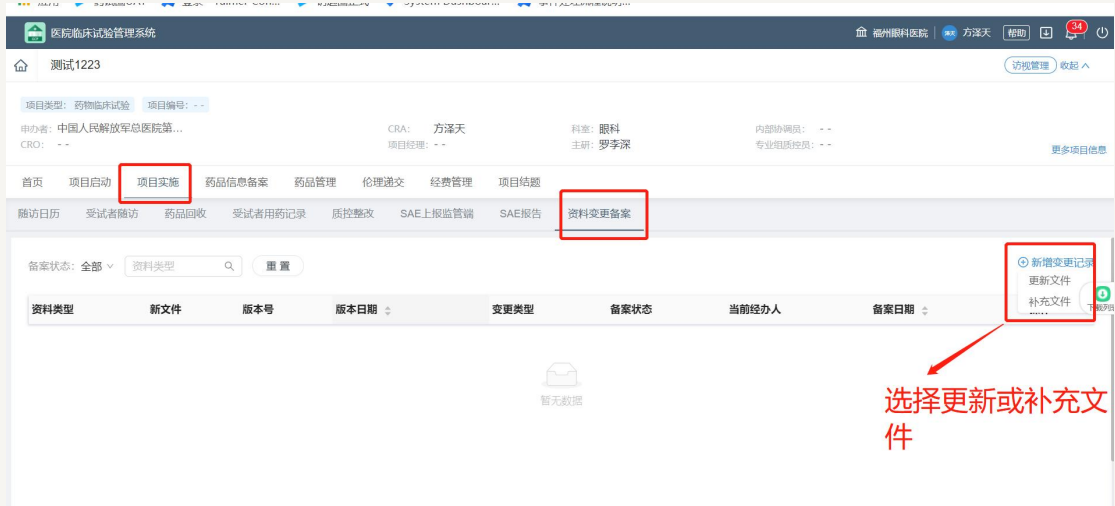 医院临床试验管理系统
福州眼科医院 方泽天 帮助 34
测试1223
访视管理 收起
项目类型: 药物临床试验 项目编号: - -
申办者: 中国人民解放军总医院第... CRA: 方泽天 科室: 眼科 内部协调员: - -
CRO: - - 项目经理: - - 主研: 罗李深 专业组质控员: - -
更多项目信息
首页 项目启动 项目实施 药品信息备案 药品管理 伦理递交 经费管理 项目结题
随访日历 受试者随访 药品回收 受试者用药记录 质控整改 SAE上报监管端 SAE报告 资料变更备案
备案状态: 全部 资料类型 重 置
新增变更记录
更新文件
补充文件
资料类型 新文件 版本号 版本日期 变更类型 备案状态 当前经办人 备案日期
暂无数据
选择更新或补充文
件